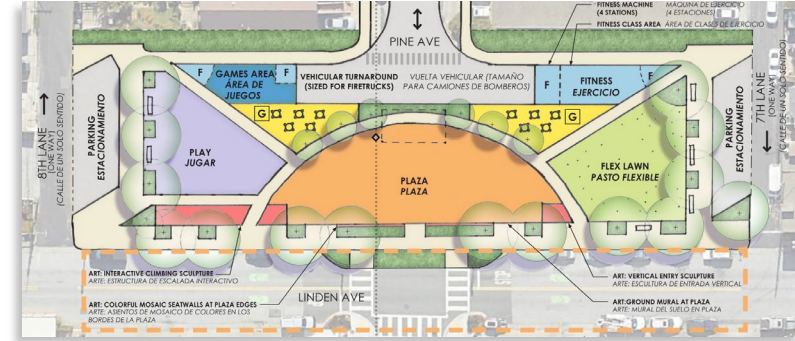 FITNESS MACHINE MÁQUINA DE EJERCICIO
(4 STATIONS) (4 ESTACIONES)
FITNESS CLASS AREA ÁREA DE CLASES DE EJERCICIO
PINE AVE
F
GAMES AREA
ÁREA DE
JUEGOS
F
VEHICULAR TURNAROUND
(SIZED FOR FIRETRUCKS)
VUELTA VEHICULAR (TAMAÑO
PARA CAMIONES DE BOMBEROS)
F
FITNESS
EJERCICIO
F
G
G
8TH LANE
(ONE WAY)
(CALLE DE UN SOLO SENTIDO)
PARKING
ESTACIONAMIENTO
PLAY
JUGAR
PLAZA
PLAZA
FLEX LAWN
PASTO FLEXIBLE
PARKING
ESTACIONAMIENTO
7TH LANE
(ONE WAY)
(CALLE DE UN SOLO SENTIDO)
ART: INTERACTIVE CLIMBING SCULPTURE
ARTE: ESTRUCTURA DE ESCALADA INTERACTIVO
ART: VERTICAL ENTRY SCULPTURE
ARTE: ESCULTURA DE ENTRADA VERTICAL
ART: COLORFUL MOSAIC SEATWALLS AT PLAZA EDGES
ARTE: ASIENTOS DE MOSAICO DE COLORES EN LOS
BORDES DE LA PLAZA
LINDEN AVE
ART:GROUND MURAL AT PLAZA
ARTE: MURAL DEL SUELO EN PLAZA